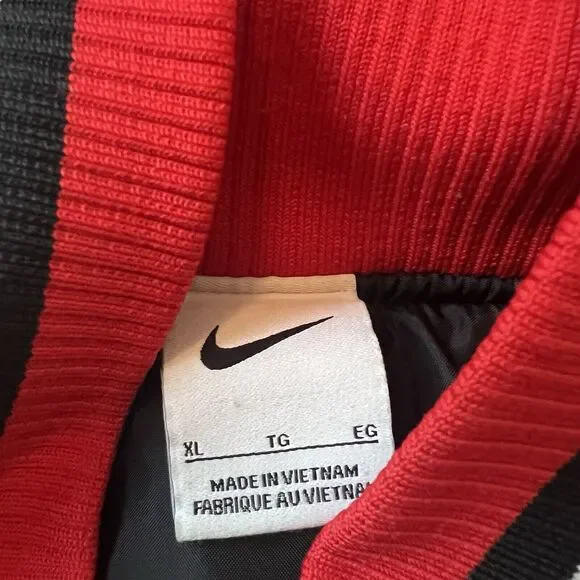 XL TG EG
MADE IN VIETNAM
FABRIQUE AU VIETNA